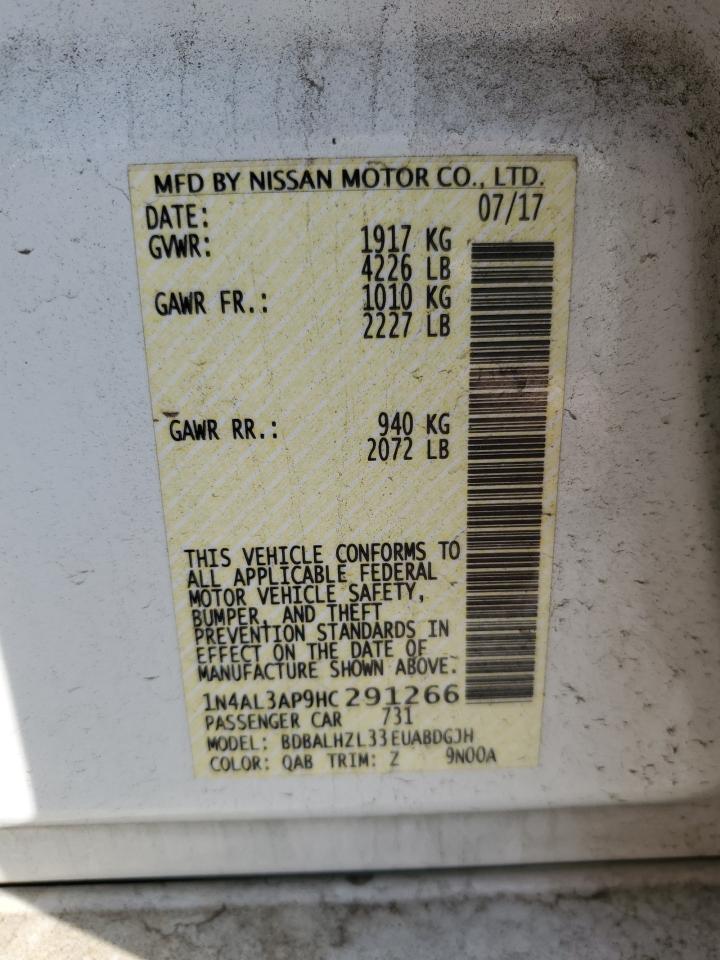 MFD BY NISSAN MOTOR CO., LTD.
DATE: 07/17
GVWR: 1917 KG
4226 LB
GAWR FR.: 1010 KG
2227 LB
GAWR RR.: 940 KG
2072 LB
THIS VEHICLE CONFORMS TO
ALL APPLICABLE FEDERAL
MOTOR VEHICLE SAFETY,
BUMPER, AND THEFT
PREVENTION STANDARDS IN
EFFECT ON THE DATE OF
MANUFACTURE SHOWN ABOVE.
1N4AL3AP9HC291266
PASSENGER CAR 731
MODEL: BDBALHZL33EUABDGJH
COLOR: QAB TRIM: Z 9N00A